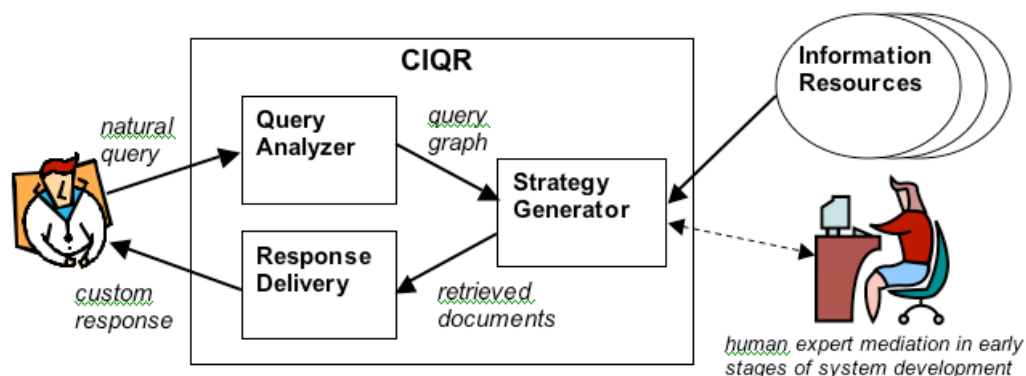 CIQR
Information
Resources
natural
query
Query
Analyzer
query
graph
Strategy
Generator
Response
Delivery
custom
response
retrieved
documents
human expert mediation in early
stages of system development